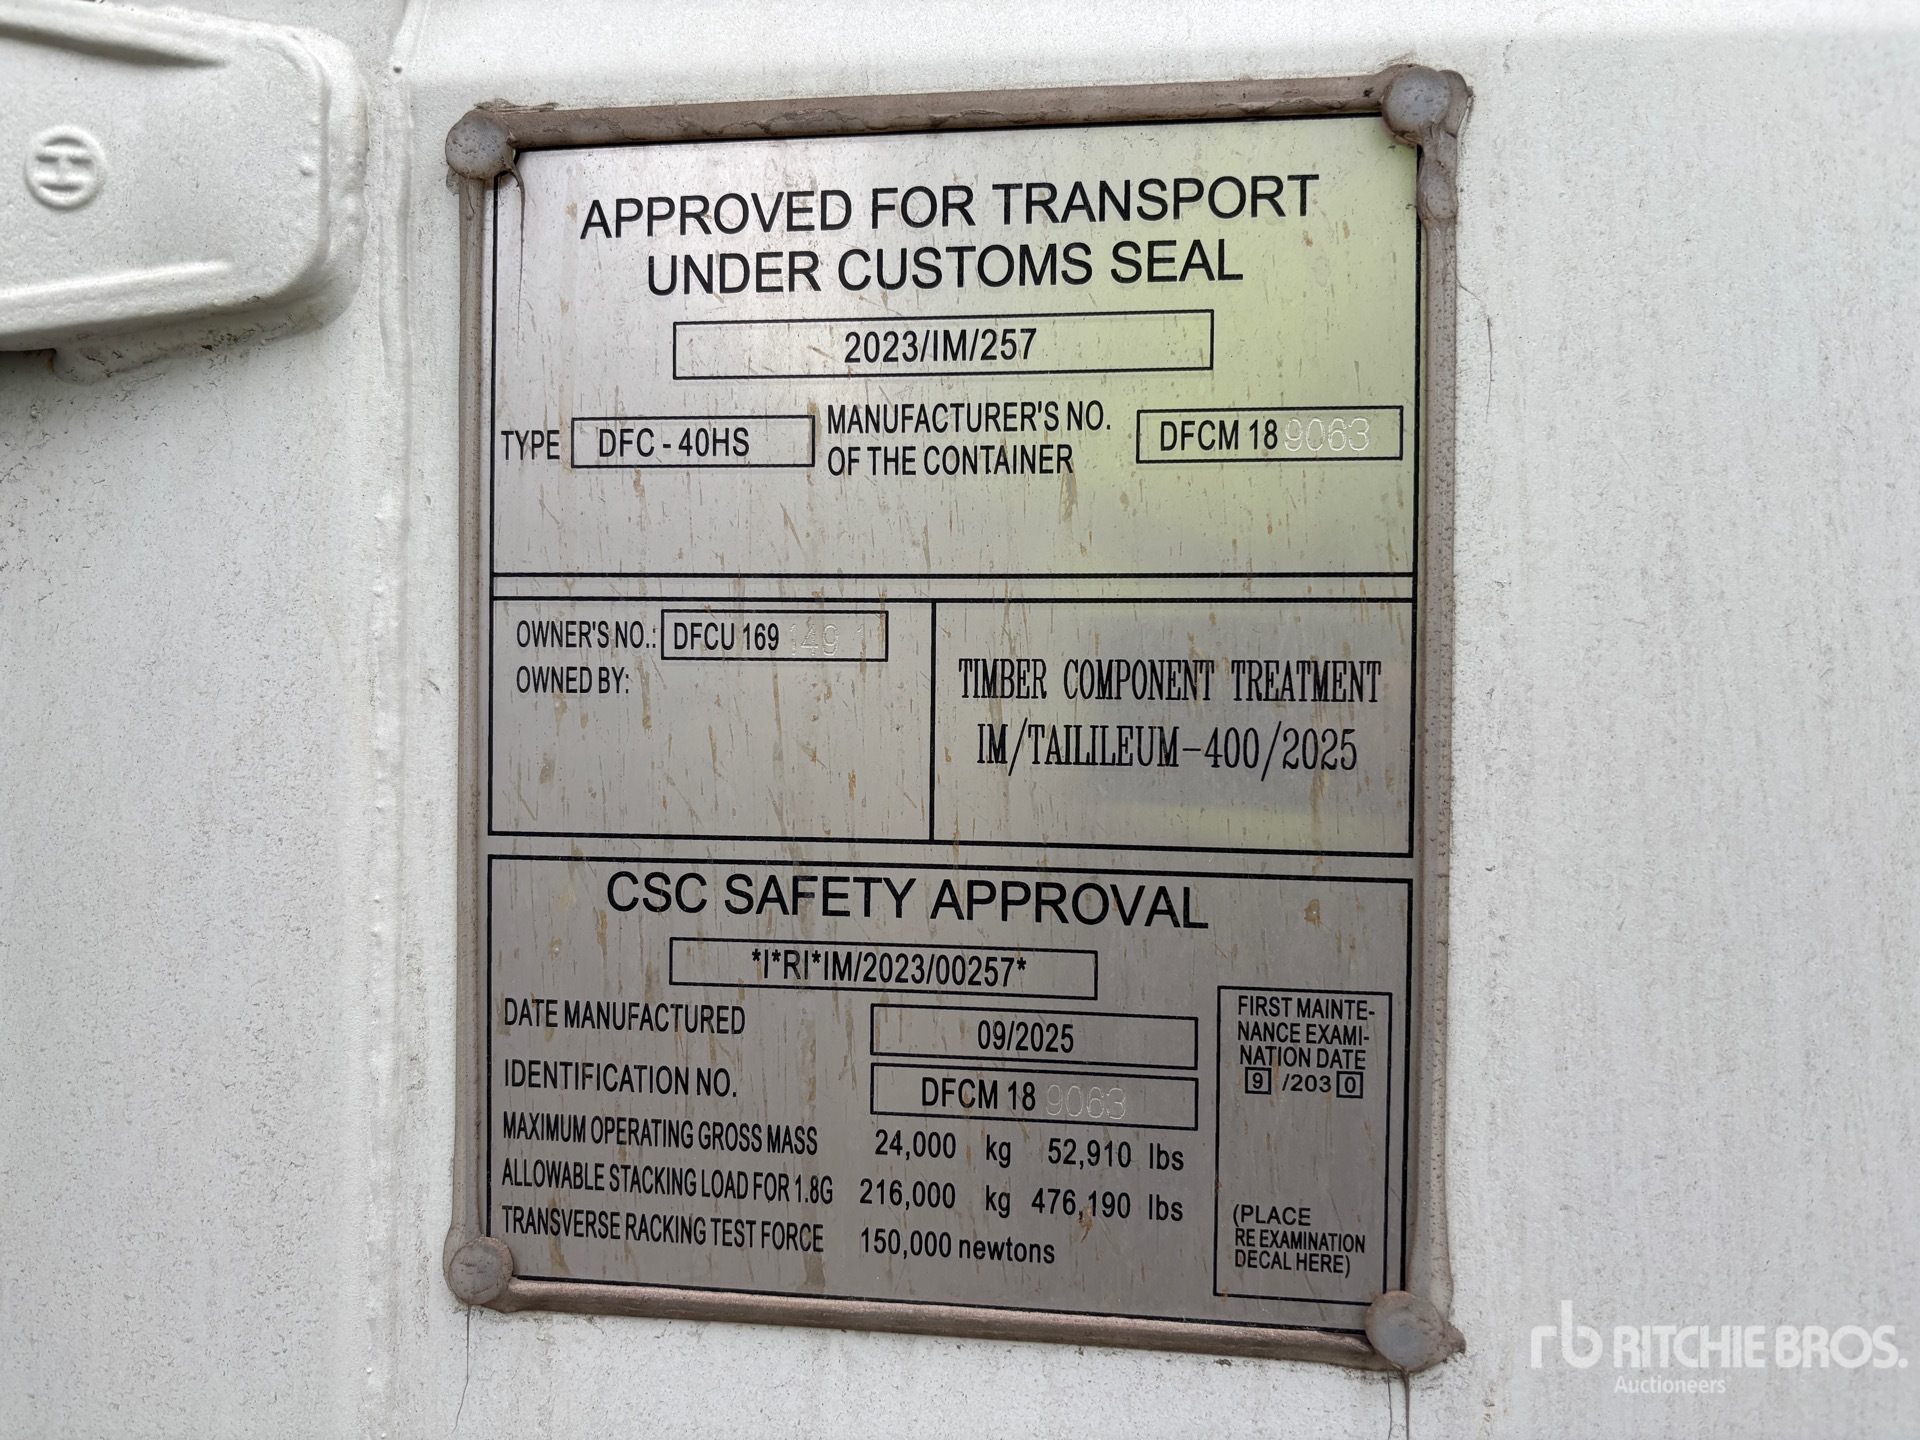 H
APPROVED FOR TRANSPORT
UNDER CUSTOMS SEAL
2023/IM/257
TYPE DFC - 40HS MANUFACTURER'S NO.
OF THE CONTAINER DFCM 18 9063
OWNER'S NO.: DFCU 169 149 1
OWNED BY:
TIMBER COMPONENT TREATMENT
IM/TAILILEUM-400/2025
CSC SAFETY APPROVAL
*I*RI*IM/2023/00257*
DATE MANUFACTURED 09/2025
IDENTIFICATION NO. DFCM 18 9063
MAXIMUM OPERATING GROSS MASS 24,000 kg 52,910 lbs
ALLOWABLE STACKING LOAD FOR 1.8G 216,000 kg 476,190 lbs
TRANSVERSE RACKING TEST FORCE 150,000 newtons
FIRST MAINTE-
NANCE EXAMI-
NATION DATE
9 /203 0
(PLACE
RE EXAMINATION
DECAL HERE)
rb RITCHIE BROS.
Auctioneers